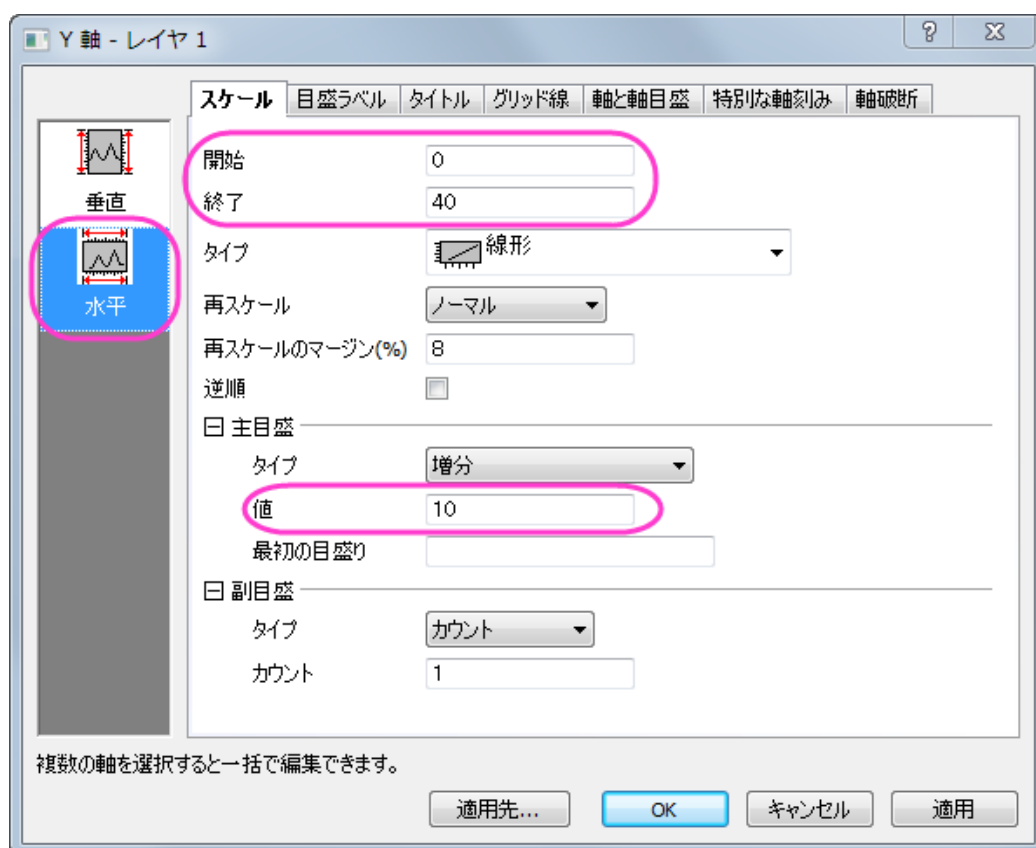 Y 軸 - レイヤ 1
スケール 目盛ラベル タイトル グリッド線 軸と軸目盛 特別な軸刻み 軸破断
垂直
水平
開始 0
終了 40
タイプ 線形
再スケール ノーマル
再スケールのマージン(%) 8
逆順
主目盛
タイプ 増分
値 10
最初の目盛り
副目盛
タイプ カウント
カウント 1
複数の軸を選択すると一括で編集できます。
適用先... OK キャンセル 適用